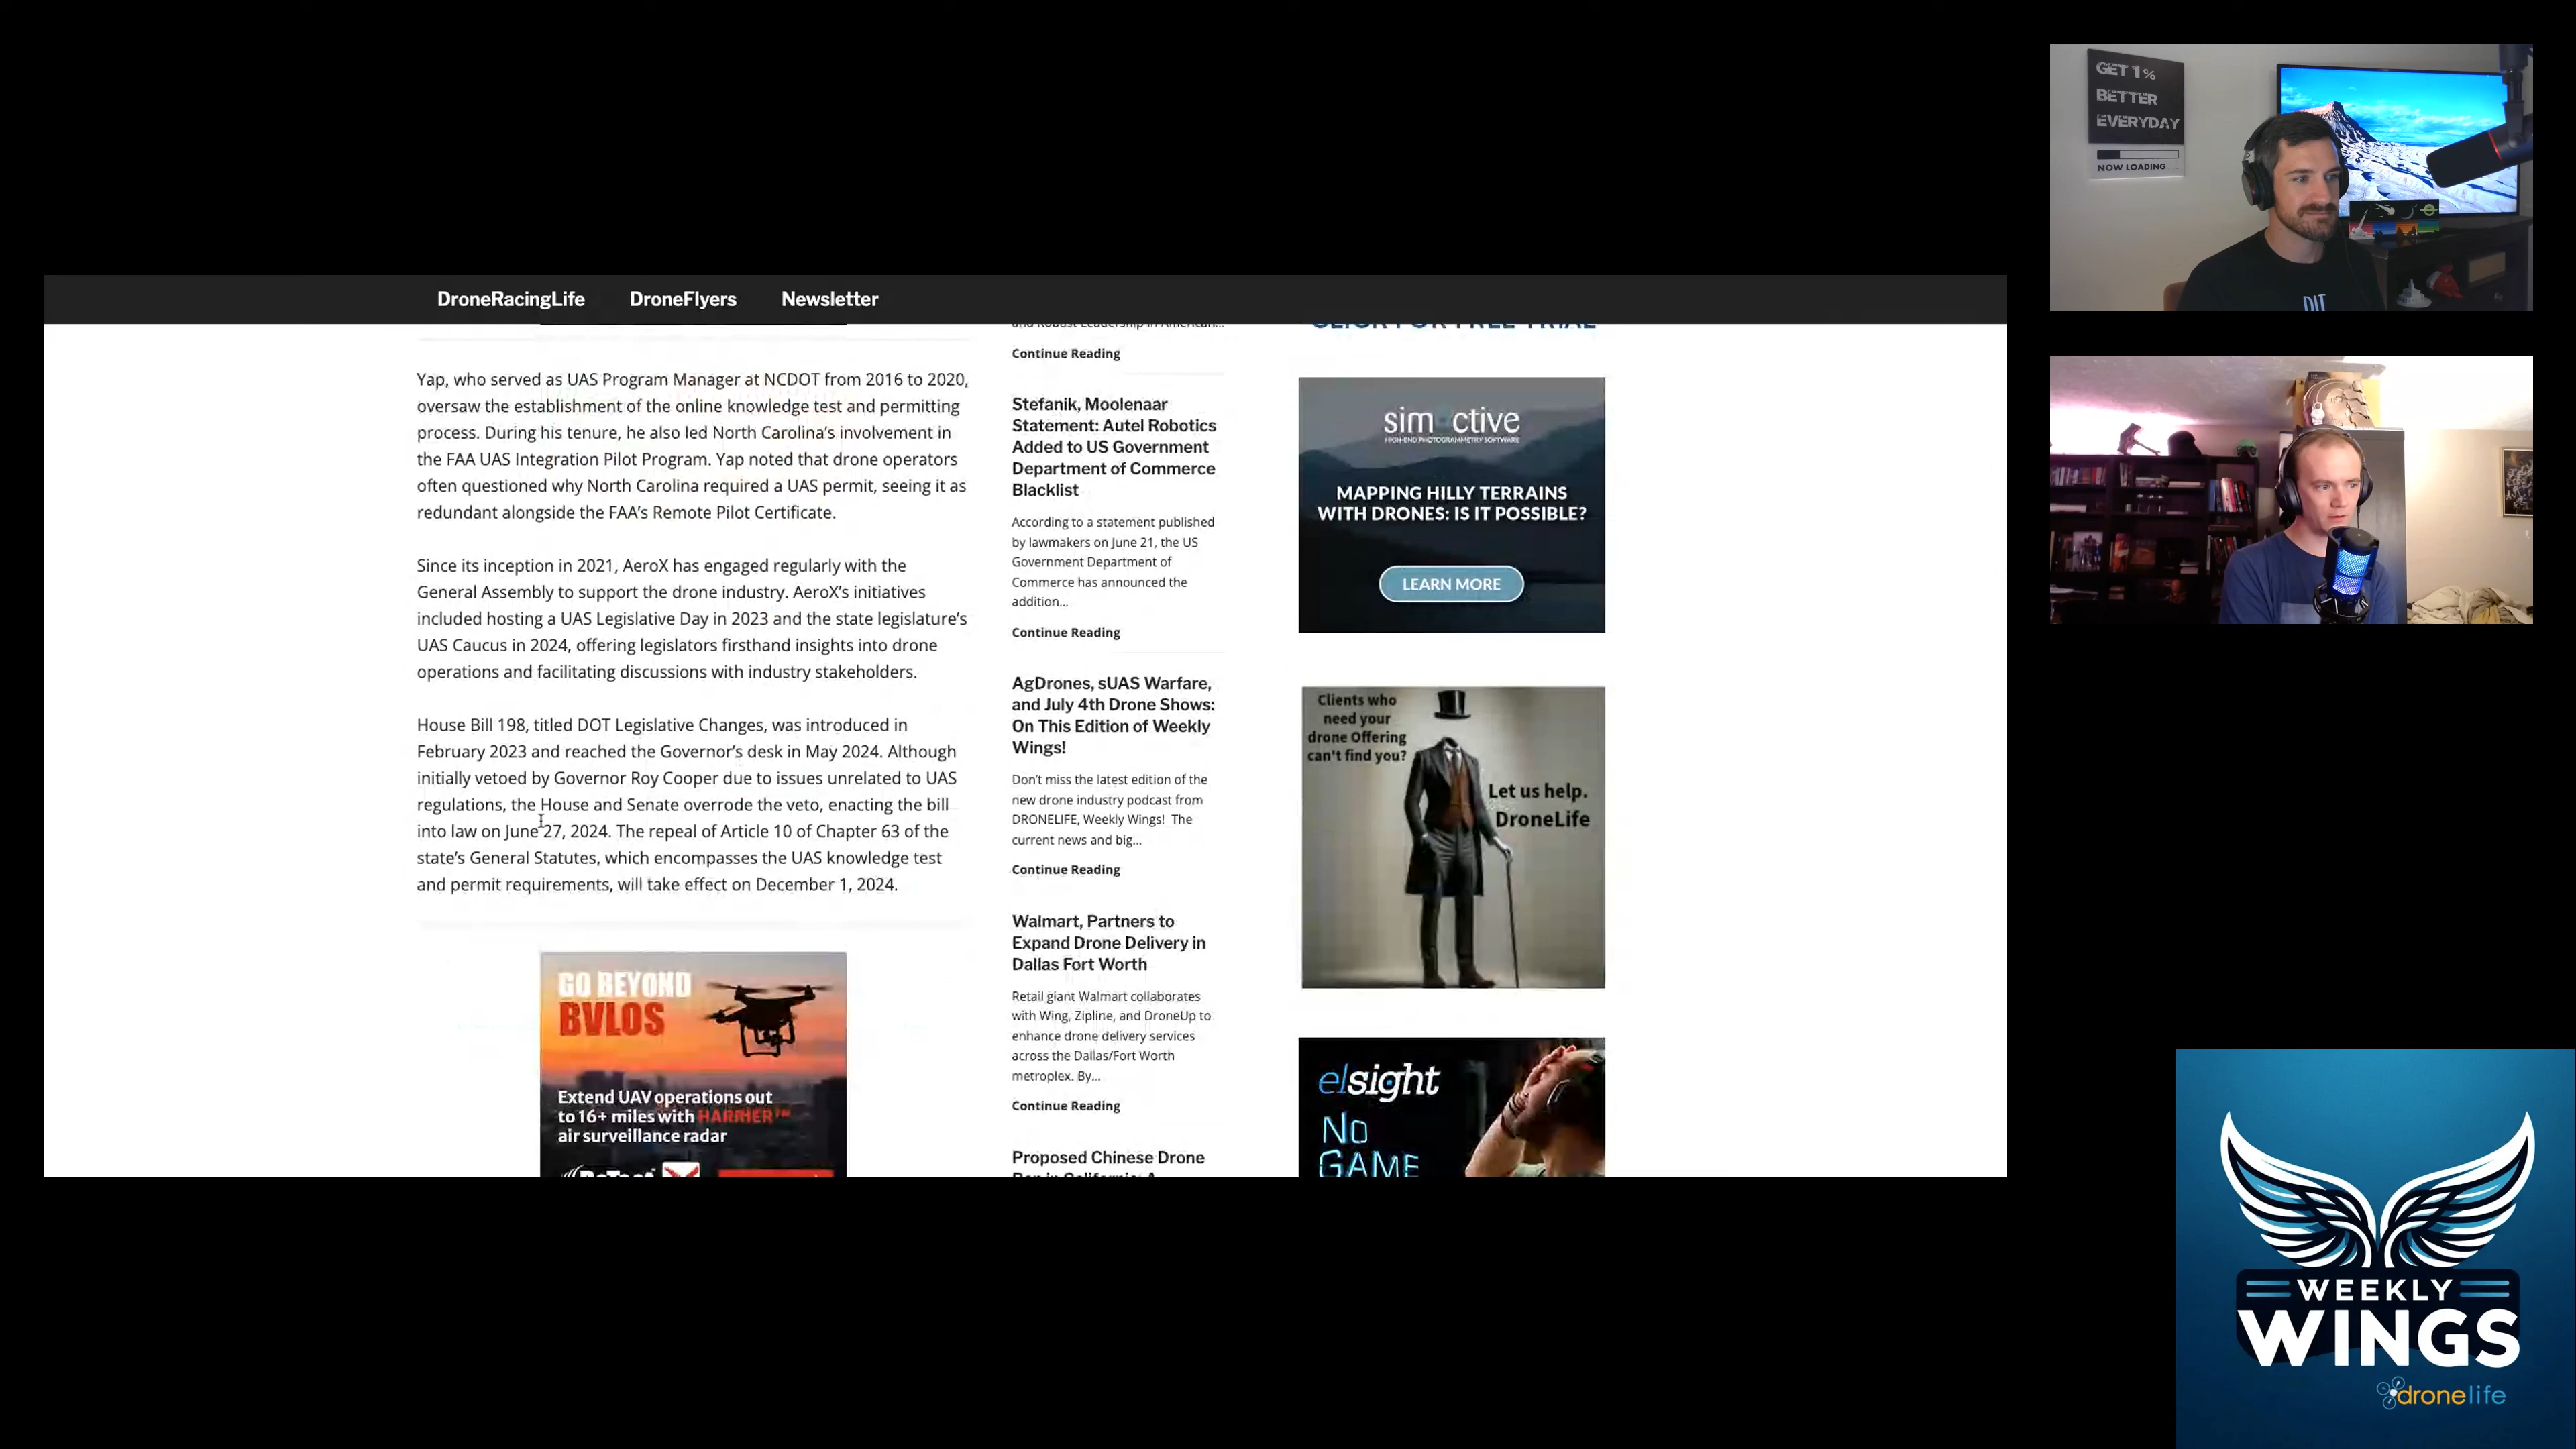 DroneRacingLife DroneFlyers Newsletter
Yap, who served as UAS Program Manager at NCDOT from 2016 to 2020,
oversaw the establishment of the online knowledge test and permitting
process. During his tenure, he also led North Carolina's involvement in
the FAA UAS Integration Pilot Program. Yap noted that drone operators
often questioned why North Carolina required a UAS permit, seeing it as
redundant alongside the FAA's Remote Pilot Certificate.
Since its inception in 2021, AeroX has engaged regularly with the
General Assembly to support the drone industry. AeroX's initiatives
included hosting a UAS Legislative Day in 2023 and the state legislature's
UAS Caucus in 2024, offering legislators firsthand insights into drone
operations and facilitating discussions with industry stakeholders.
House Bill 198, titled DOT Legislative Changes, was introduced in
February 2023 and reached the Governor's desk in May 2024. Although
initially vetoed by Governor Roy Cooper due to issues unrelated to UAS
regulations, the House and Senate overrode the veto, enacting the bill
into law on June 27, 2024. The repeal of Article 10 of Chapter 63 of the
state's General Statutes, which encompasses the UAS knowledge test
and permit requirements, will take effect on December 1, 2024.
GO BEYOND
BVLOS
Extend UAV operations out
to 16+ miles with HARRIER™
air surveillance radar
and Robust Leadership in American...
Continue Reading
Stefanik, Moolenaar
Statement: Autel Robotics
Added to US Government
Department of Commerce
Blacklist
According to a statement published
by lawmakers on June 21, the US
Government Department of
Commerce has announced the
addition...
Continue Reading
AgDrones, sUAS Warfare,
and July 4th Drone Shows:
On This Edition of Weekly
Wings!
Don't miss the latest edition of the
new drone industry podcast from
DRONELIFE, Weekly Wings! The
current news and big...
Continue Reading
Walmart, Partners to
Expand Drone Delivery in
Dallas Fort Worth
Retail giant Walmart collaborates
with Wing, Zipline, and DroneUp to
enhance drone delivery services
across the Dallas/Fort Worth
metroplex. By...
Continue Reading
Proposed Chinese Drone
CLICK FOR FREE TRIAL
sim ctive
HIGH-END PHOTOGRAMMETRY SOFTWARE
MAPPING HILLY TERRAINS
WITH DRONES: IS IT POSSIBLE?
LEARN MORE
Clients who
need your
drone Offering
can't find you?
Let us help.
DroneLife
elsight
NO
GAME
GET 1%
BETTER
EVERYDAY
NOW LOADING...
WEEKLY
WINGS
dronelife